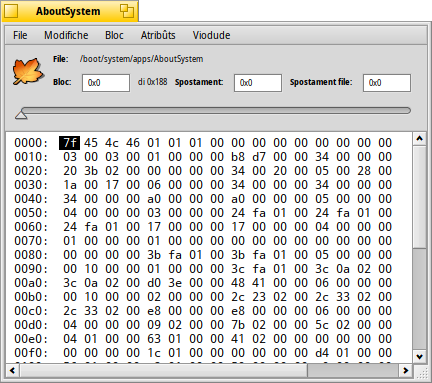 AboutSystem
File Modifiche Bloc Atribûts Viodude
File: /boot/system/apps/AboutSystem
Bloc: 0x0 di 0x188 Spostament: 0x0 Spostament file: 0x0
0000: 7f 45 4c 46 01 01 01 00 00 00 00 00 00 00 00 00
0010: 03 00 03 00 01 00 00 00 b8 d7 00 00 34 00 00 00
0020: 20 3b 02 00 00 00 00 00 34 00 20 00 05 00 28 00
0030: 1a 00 17 00 06 00 00 00 34 00 00 00 34 00 00 00
0040: 34 00 00 00 a0 00 00 00 a0 00 00 00 05 00 00 00
0050: 04 00 00 00 03 00 00 00 24 fa 01 00 24 fa 01 00
0060: 24 fa 01 00 17 00 00 00 17 00 00 00 04 00 00 00
0070: 01 00 00 00 01 00 00 00 00 00 00 00 00 00 00 00
0080: 00 00 00 00 3b fa 01 00 3b fa 01 00 05 00 00 00
0090: 00 10 00 00 01 00 00 00 3c fa 01 00 3c 0a 02 00
00a0: 3c 0a 02 00 d0 3e 00 00 48 41 00 00 06 00 00 00
00b0: 00 10 00 00 02 00 00 00 2c 23 02 00 2c 33 02 00
00c0: 2c 33 02 00 e8 00 00 00 e8 00 00 00 06 00 00 00
00d0: 04 00 00 00 09 02 00 00 7b 02 00 00 5c 02 00 00
00e0: 04 01 00 00 63 01 00 00 41 02 00 00 00 00 00 00
00f0: 00 00 00 00 1c 01 00 00 00 00 00 00 d4 01 00 00